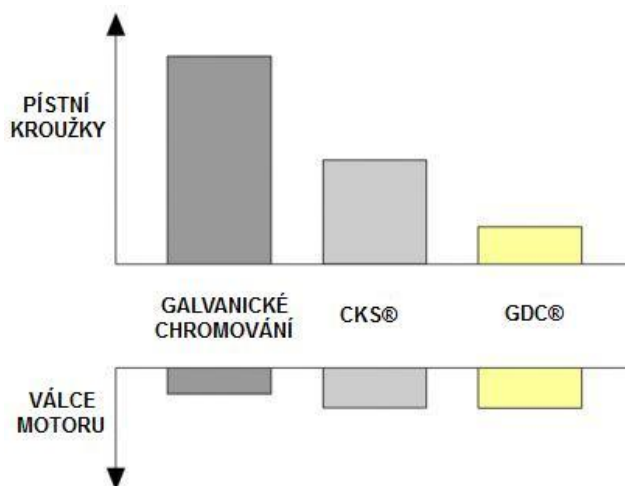 PÍSTNÍ
KROUŽKY
GALVANICKÉ
CHROMOVÁNÍ
CKS®
GDC®
VÁLCE
MOTORU